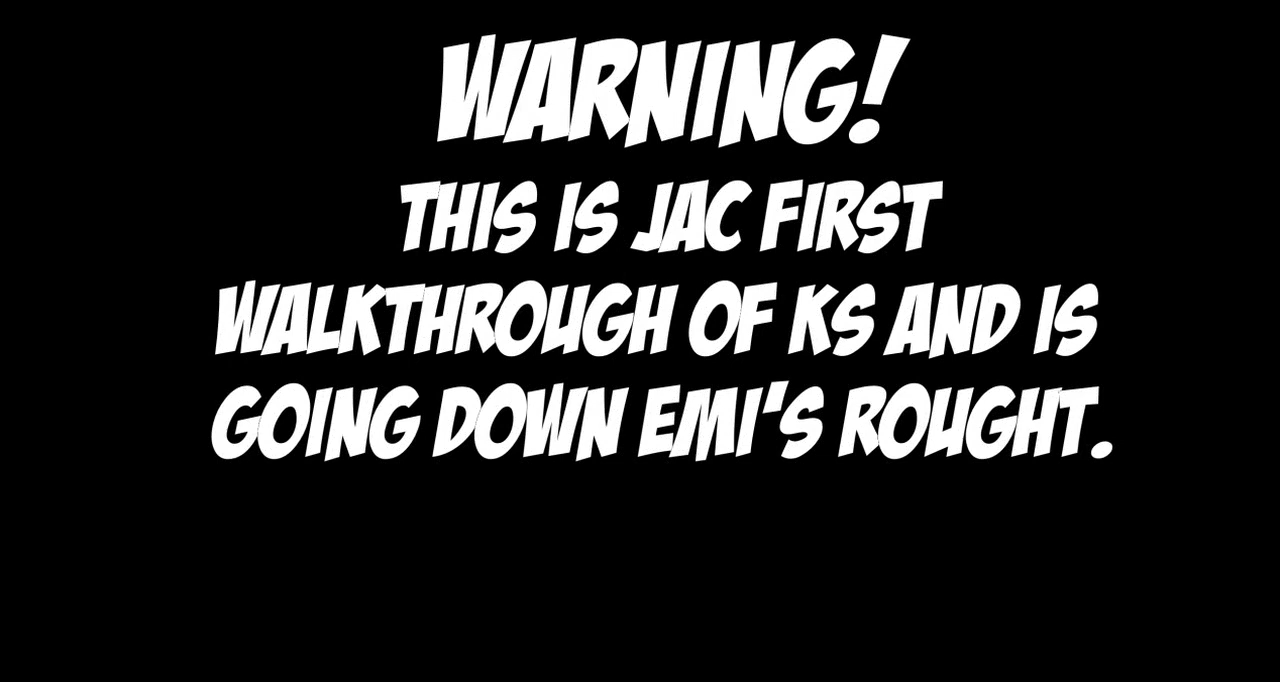 WARNING!
THIS IS JAC FIRST
WALKTHROUGH OF KS AND IS
GOING DOWN EMI'S ROUGHT.